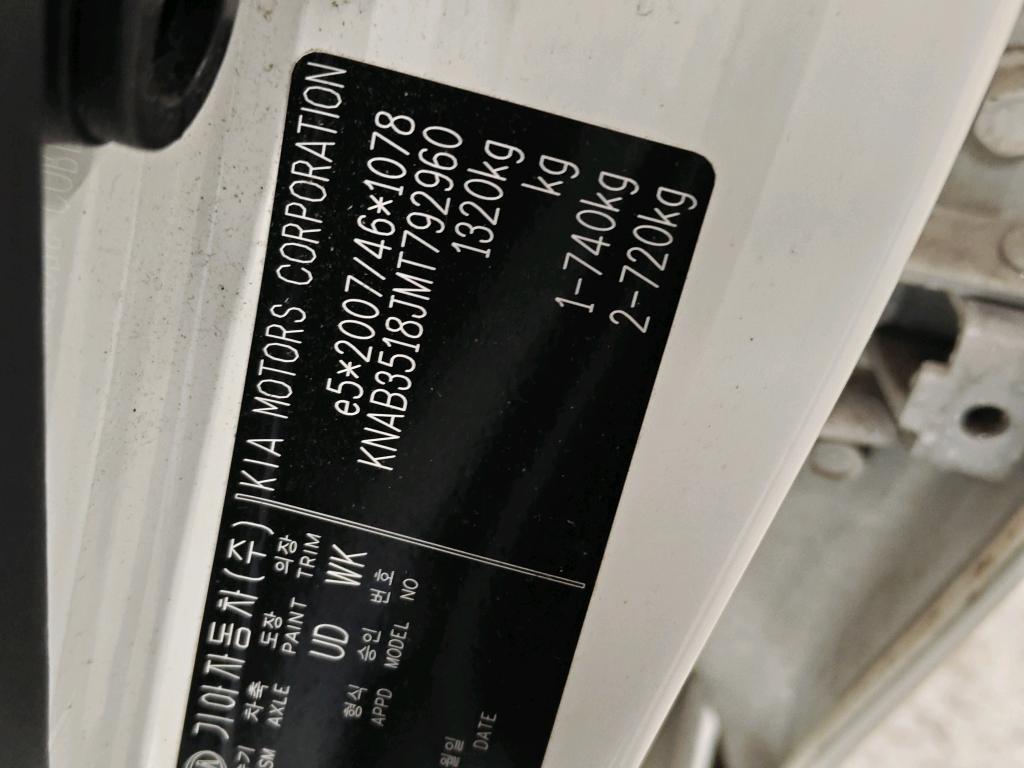 기아자동차(주) KIA MOTORS CORPORATION
e5*2007/46*1078
KNAB3518JMT792960
1320kg
kg
1-740kg
2-720kg
차축 도장 의장
AXLE PAINT TRIM
UD WK
형식 승인 번호
APPD MODEL NO
월일
DATE